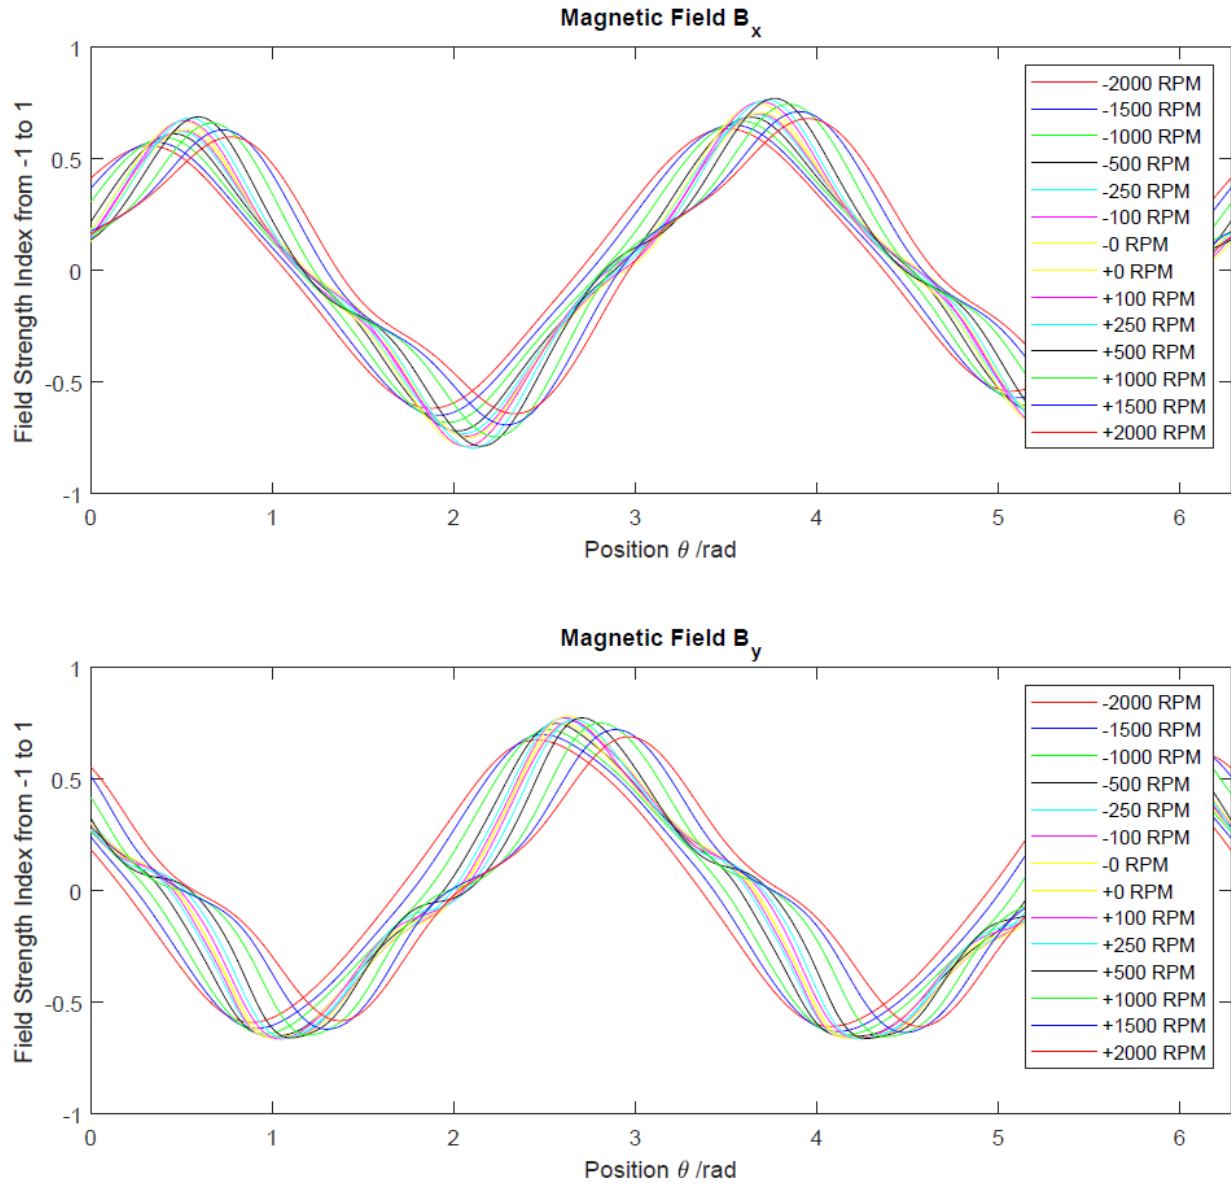 Magnetic Field Bx
Field Strength Index from -1 to 1
1
0.5
0
-0.5
-1
0 1 2 3 4 5 6
Position θ /rad
-2000 RPM
-1500 RPM
-1000 RPM
-500 RPM
-250 RPM
-100 RPM
-0 RPM
+0 RPM
+100 RPM
+250 RPM
+500 RPM
+1000 RPM
+1500 RPM
+2000 RPM
Magnetic Field By
Field Strength Index from -1 to 1
1
0.5
0
-0.5
-1
0 1 2 3 4 5 6
Position θ /rad
-2000 RPM
-1500 RPM
-1000 RPM
-500 RPM
-250 RPM
-100 RPM
-0 RPM
+0 RPM
+100 RPM
+250 RPM
+500 RPM
+1000 RPM
+1500 RPM
+2000 RPM